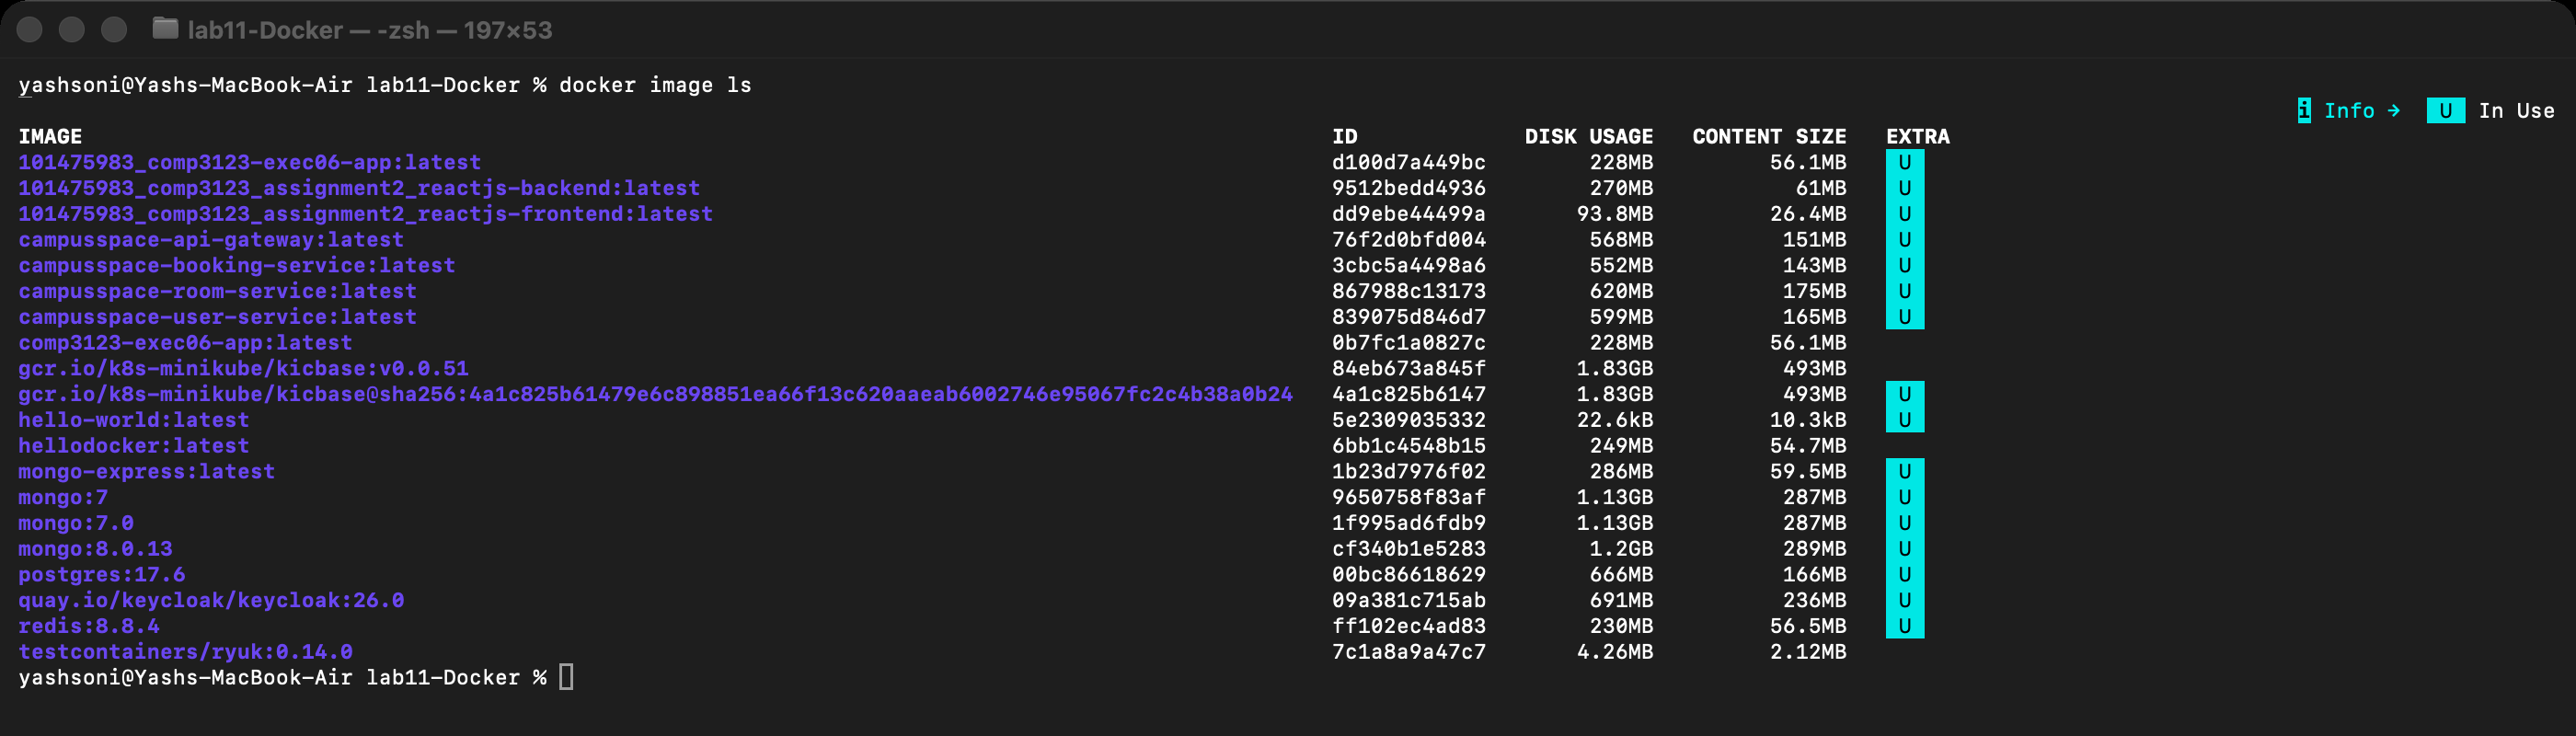 lab11-Docker — -zsh — 197×53
yashsoni@Yashs-MacBook-Air lab11-Docker % docker image ls
i Info → U In Use
IMAGE ID DISK USAGE CONTENT SIZE EXTRA
101475983_comp3123-exec06-app:latest d100d7a449bc 228MB 56.1MB U
101475983_comp3123_assignment2_reactjs-backend:latest 9512bedd4936 270MB 61MB U
101475983_comp3123_assignment2_reactjs-frontend:latest dd9ebe44499a 93.8MB 26.4MB U
campusspace-api-gateway:latest 76f2d0bfd004 568MB 151MB U
campusspace-booking-service:latest 3cbc5a4498a6 552MB 143MB U
campusspace-room-service:latest 867988c13173 620MB 175MB U
campusspace-user-service:latest 839075d846d7 599MB 165MB U
comp3123-exec06-app:latest 0b7fc1a0827c 228MB 56.1MB
gcr.io/k8s-minikube/kicbase:v0.0.51 84eb673a845f 1.83GB 493MB
gcr.io/k8s-minikube/kicbase@sha256:4a1c825b61479e6c898851ea66f13c620aaeab6002746e95067fc2c4b38a0b24 4a1c825b6147 1.83GB 493MB U
hello-world:latest 5e2309035332 22.6kB 10.3kB U
hellodocker:latest 6bb1c4548b15 249MB 54.7MB
mongo-express:latest 1b23d7976f02 286MB 59.5MB U
mongo:7 9650758f83af 1.13GB 287MB U
mongo:7.0 1f995ad6fdb9 1.13GB 287MB U
mongo:8.0.13 cf340b1e5283 1.2GB 289MB U
postgres:17.6 00bc86618629 666MB 166MB U
quay.io/keycloak/keycloak:26.0 09a381c715ab 691MB 236MB U
redis:8.8.4 ff102ec4ad83 230MB 56.5MB U
testcontainers/ryuk:0.14.0 7c1a8a9a47c7 4.26MB 2.12MB
yashsoni@Yashs-MacBook-Air lab11-Docker %